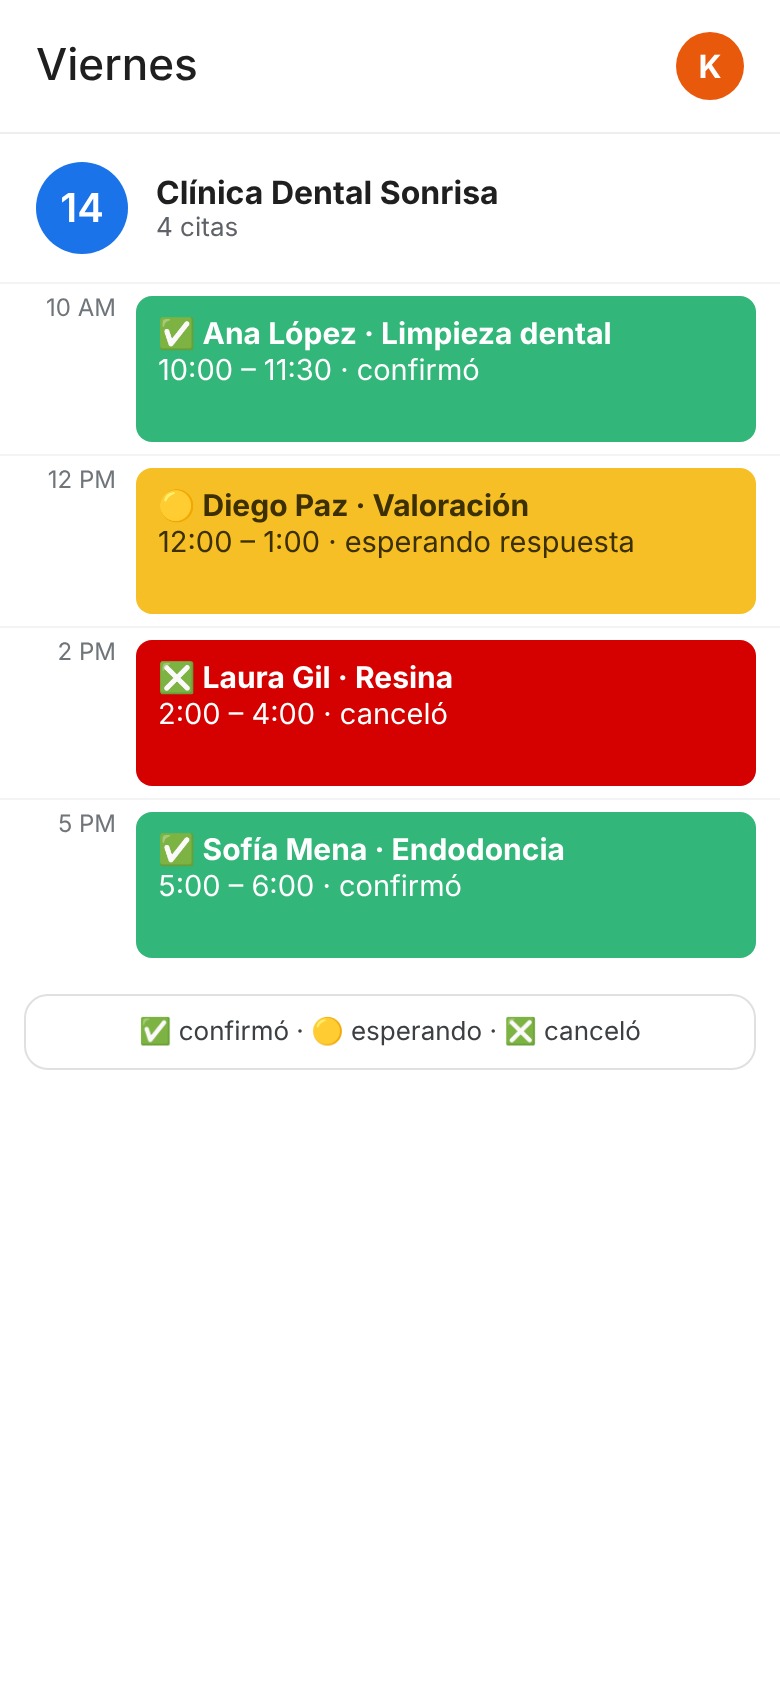 Viernes
K
14
Clínica Dental Sonrisa
4 citas
10 AM
✅ Ana López · Limpieza dental
10:00 – 11:30 · confirmó
12 PM
🟡 Diego Paz · Valoración
12:00 – 1:00 · esperando respuesta
2 PM
❎ Laura Gil · Resina
2:00 – 4:00 · canceló
5 PM
✅ Sofía Mena · Endodoncia
5:00 – 6:00 · confirmó
✅ confirmó · 🟡 esperando · ❎ canceló